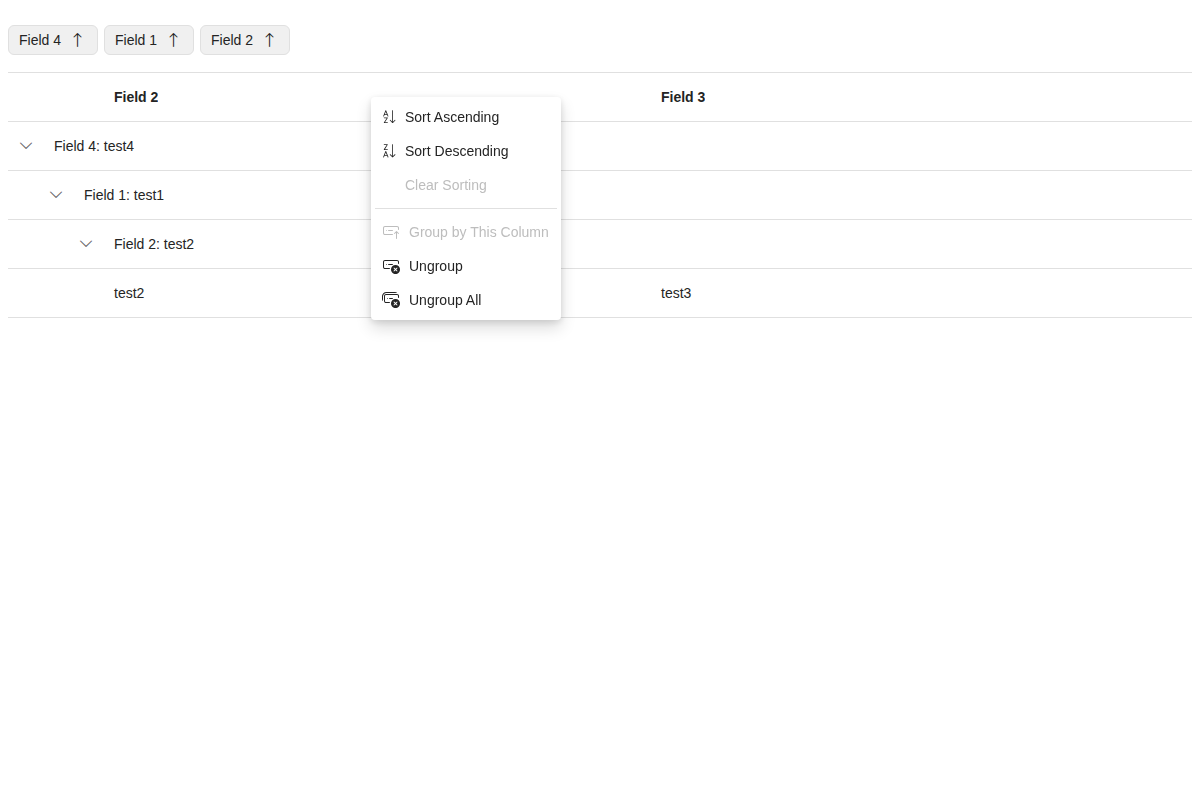 Field 4 Field 1 Field 2
Field 2 Field 3
Sort Ascending
Field 4: test4
Sort Descending
Clear Sorting
Field 1: test1
Group by This Column
Field 2: test2
Ungroup
test2 test3
Ungroup All